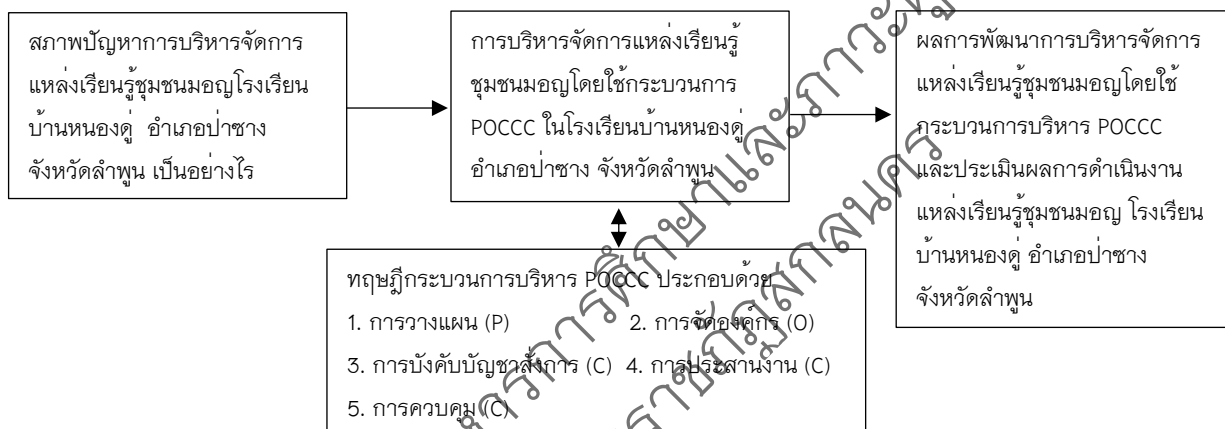 สภาพปัญหาการบริหารจัดการ
แหล่งเรียนรู้ชุมชนมอญโรงเรียน
บ้านหนองดู่ อำเภอป่าซาง
จังหวัดลำพูน เป็นอย่างไร
การบริหารจัดการแหล่งเรียนรู้
ชุมชนมอญโดยใช้กระบวนการ
POCCC ในโรงเรียนบ้านหนองดู่
อำเภอป่าซาง จังหวัดลำพูน
ผลการพัฒนาการบริหารจัดการ
แหล่งเรียนรู้ชุมชนมอญโดยใช้
กระบวนการบริหาร POCCC
และประเมินผลการดำเนินงาน
แหล่งเรียนรู้ชุมชนมอญ โรงเรียน
บ้านหนองดู่ อำเภอป่าซาง
จังหวัดลำพูน
ทฤษฎีกระบวนการบริหาร POCCC ประกอบด้วย
1. การวางแผน (P) 2. การจัดองค์กร (O)
3. การบังคับบัญชาสั่งการ (C) 4. การประสานงาน (C)
5. การควบคุม (C)